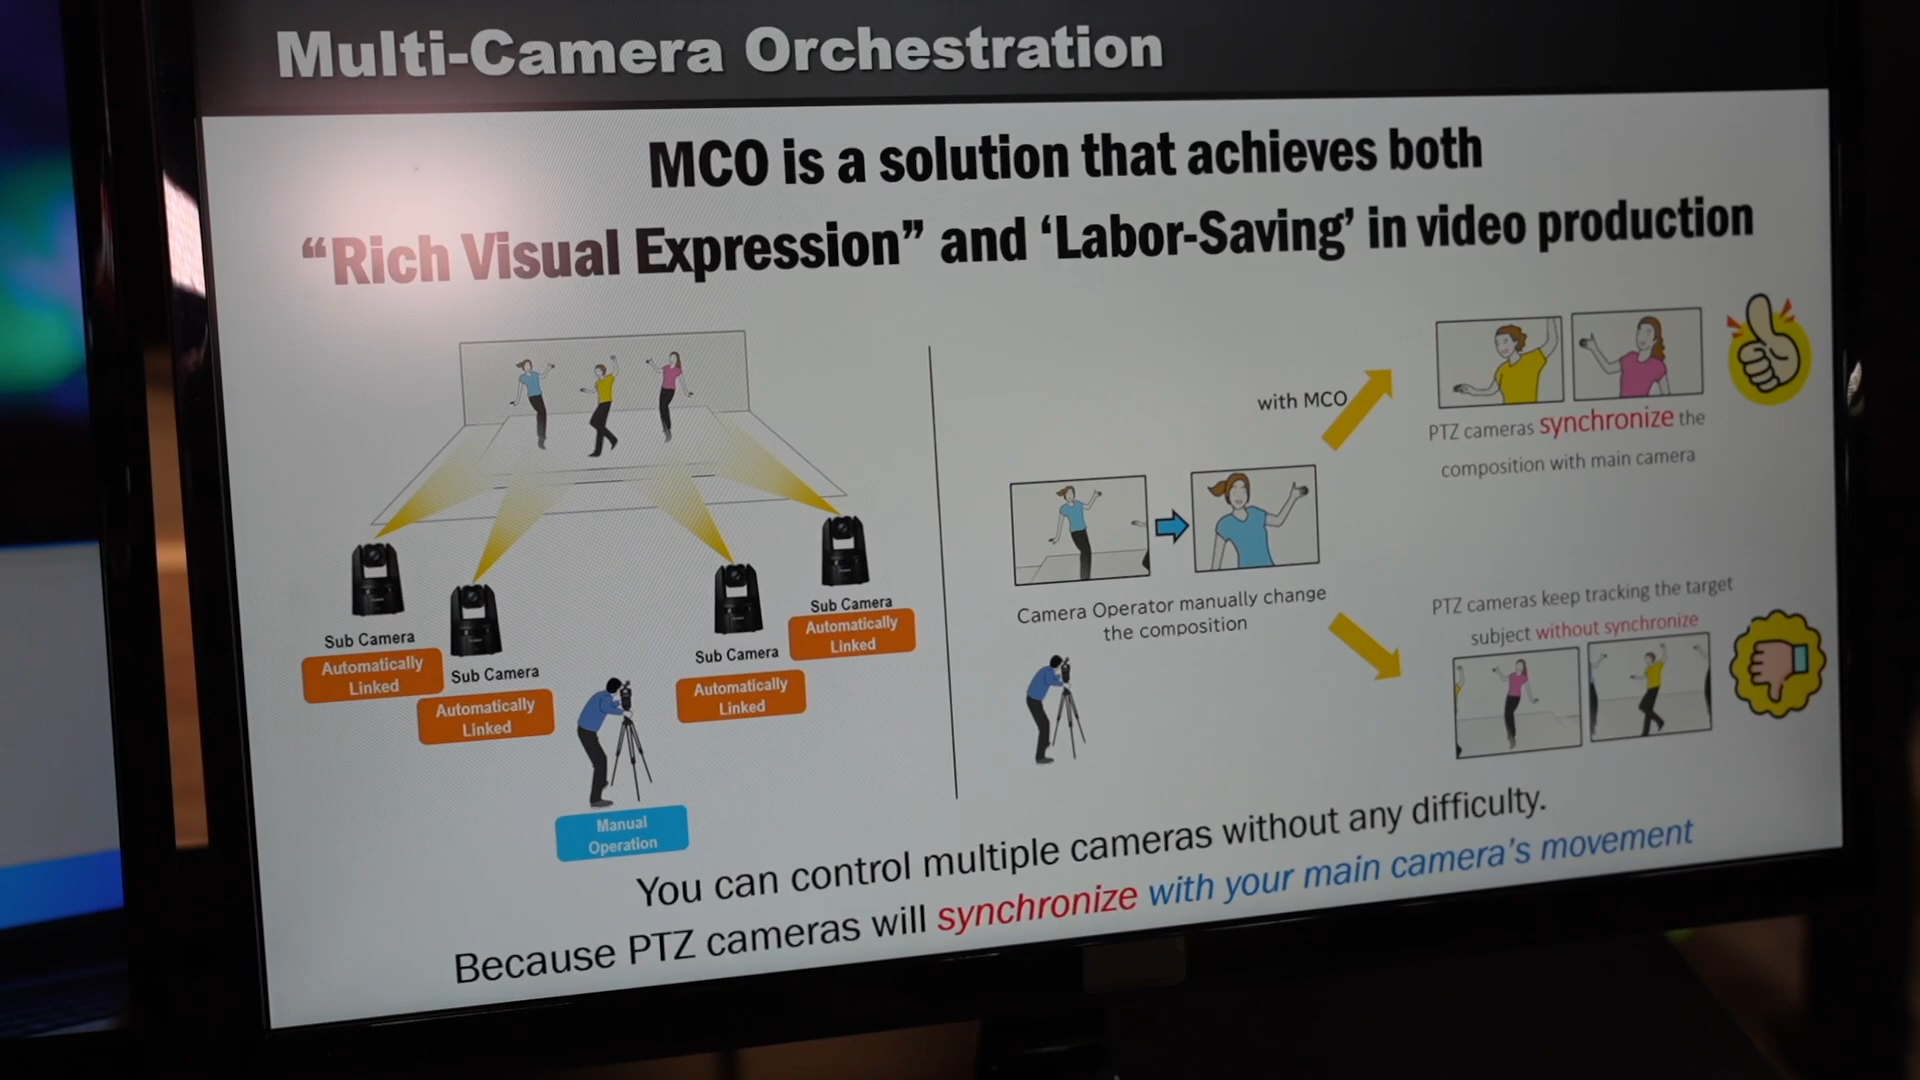 Multi-Camera Orchestration
MCO is a solution that achieves both
“Rich Visual Expression” and ‘Labor-Saving’ in video production
Sub Camera
Automatically
Linked
Sub Camera
Automatically
Linked
Sub Camera
Automatically
Linked
Sub Camera
Automatically
Linked
Manual
Operation
with MCO
PTZ cameras synchronize the
composition with main camera
Camera Operator manually change
the composition
PTZ cameras keep tracking the target
subject without synchronize
You can control multiple cameras without any difficulty.
Because PTZ cameras will synchronize with your main camera’s movement